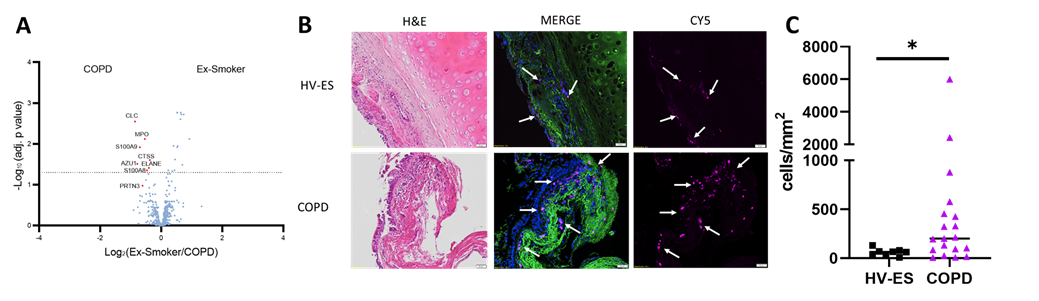 A
COPD
Ex-Smoker
-Log₁₀ (adj. p value)
4
3
2
1
0
CLC
MPO
S100A9
CTSS
AZU1
ELANE
S100A8
PRTN3
-4
-2
0
2
4
Log₂(Ex-Smoker/COPD)
B
H&E
MERGE
CY5
HV-ES
COPD
C
*
cells/mm²
8000
6000
4000
2000
1000
500
0
HV-ES
COPD